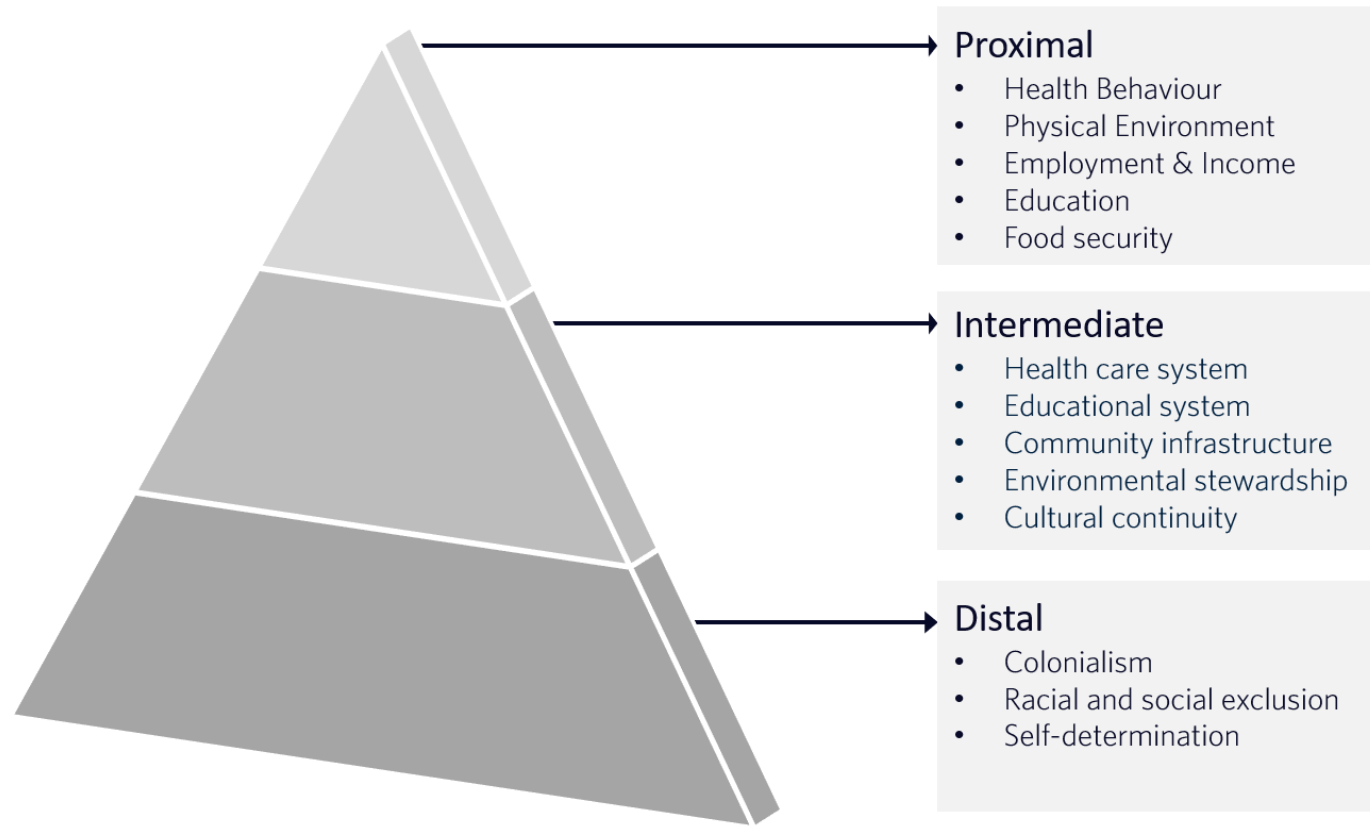 Proximal
• Health Behaviour
• Physical Environment
• Employment & Income
• Education
• Food security
Intermediate
• Health care system
• Educational system
• Community infrastructure
• Environmental stewardship
• Cultural continuity
Distal
• Colonialism
• Racial and social exclusion
• Self-determination